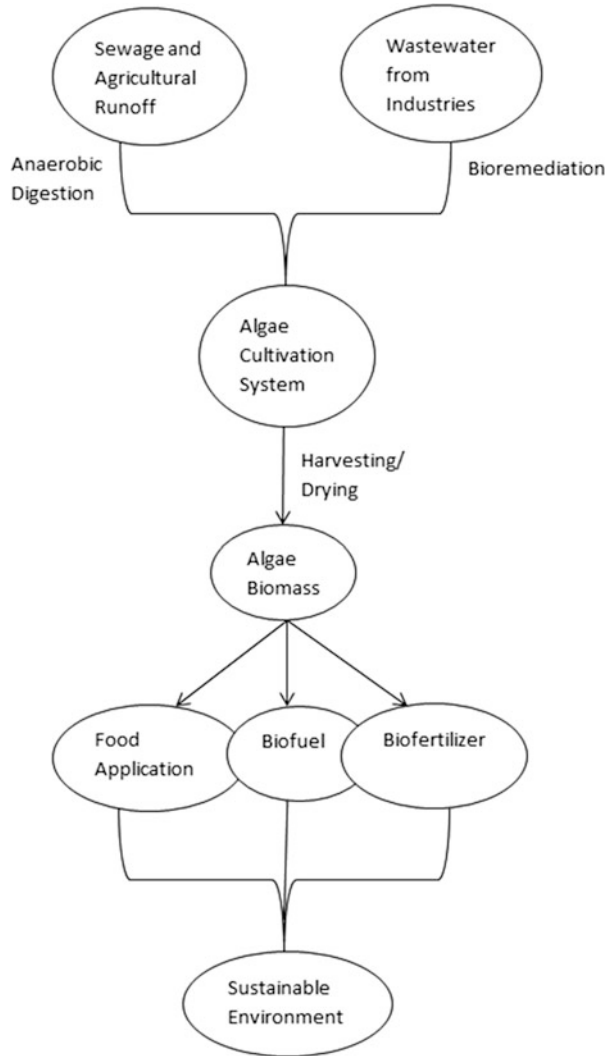 Sewage and
Agricultural
Runoff
Wastewater
from
Industries
Anaerobic
Digestion
Bioremediation
Algae
Cultivation
System
Harvesting/
Drying
Algae
Biomass
Food
Application
Biofuel
Biofertilizer
Sustainable
Environment